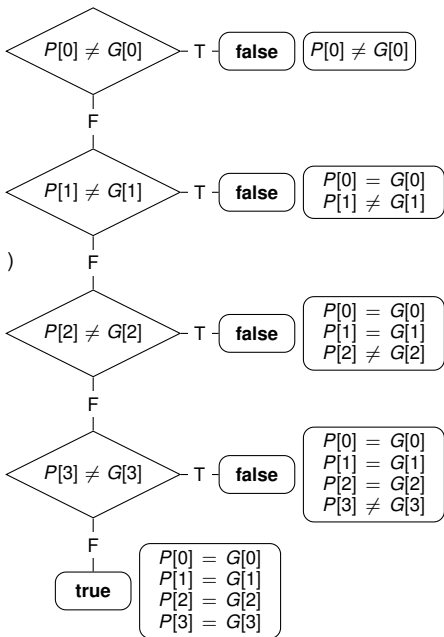 P[0] ≠ G[0] T false P[0] ≠ G[0]
F
P[1] ≠ G[1] T false P[0] = G[0]
P[1] ≠ G[1]
)
F
P[2] ≠ G[2] T false P[0] = G[0]
P[1] = G[1]
P[2] ≠ G[2]
F
P[3] ≠ G[3] T false P[0] = G[0]
P[1] = G[1]
P[2] = G[2]
P[3] ≠ G[3]
F
true P[0] = G[0]
P[1] = G[1]
P[2] = G[2]
P[3] = G[3]